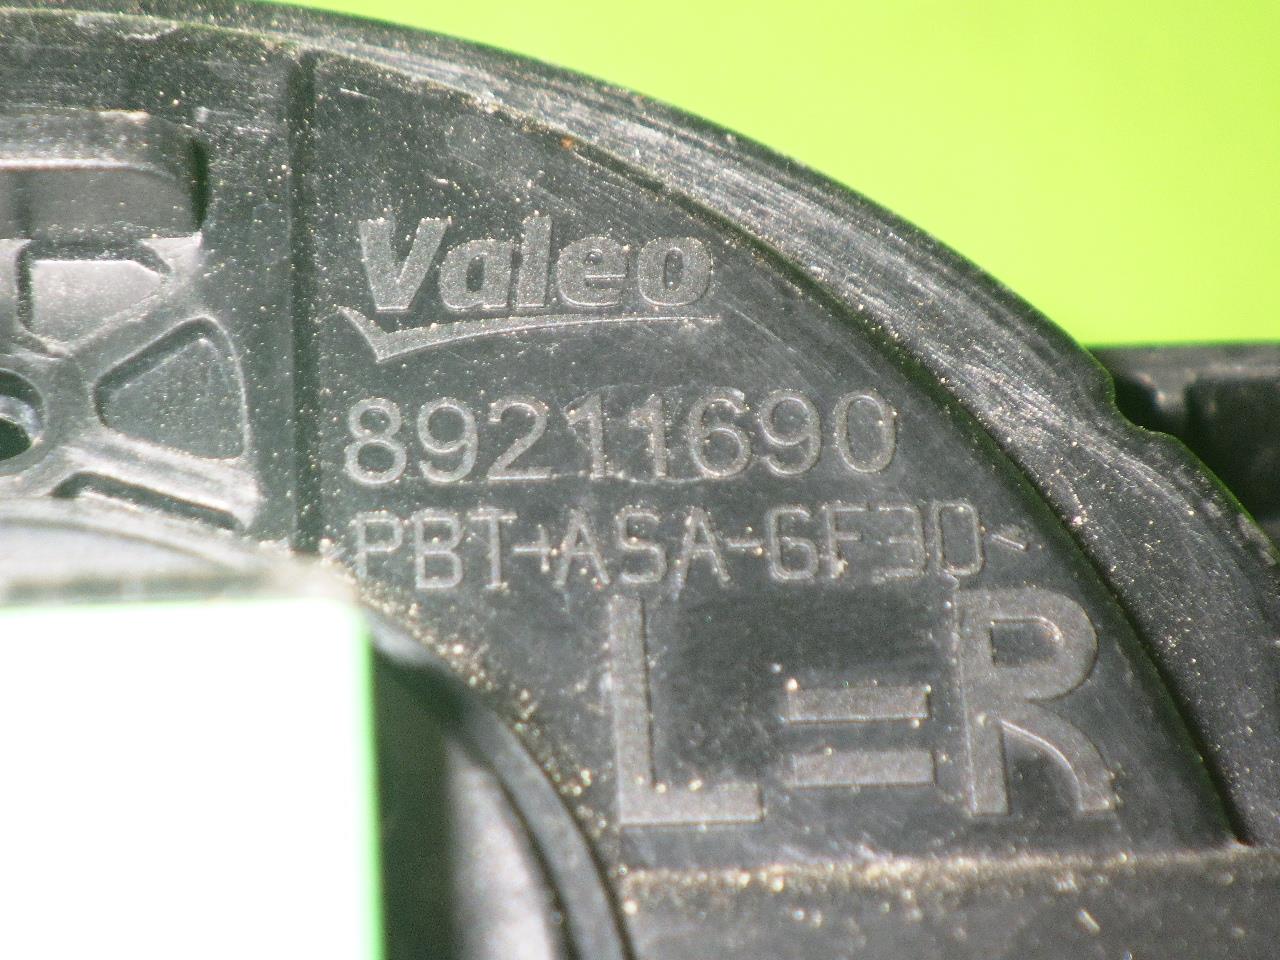 Valeo
89211690
PBT+ASA-GF30
L=R